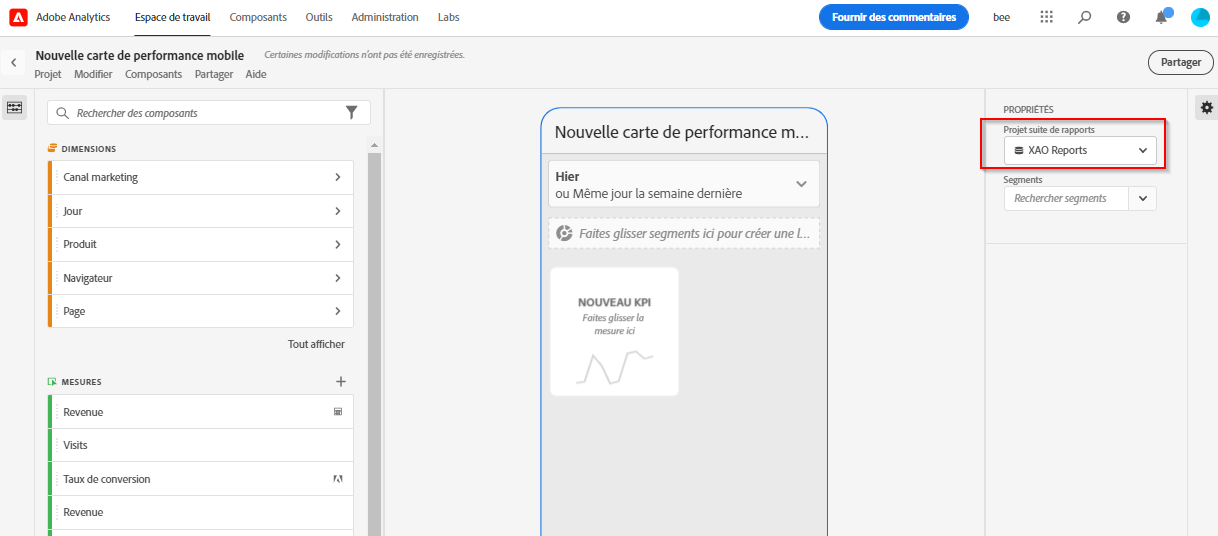 Adobe Analytics Espace de travail Composants Outils Administration Labs Fournir des commentaires bee
Nouvelle carte de performance mobile Certaines modifications n'ont pas été enregistrées.
Projet Modifier Composants Partager Aide
Partager
Rechercher des composants
DIMENSIONS
Canal marketing
Jour
Produit
Navigateur
Page
Tout afficher
MESURES
Revenue
Visits
Taux de conversion
Revenue
Nouvelle carte de performance m...
Hier
ou Même jour la semaine dernière
Faites glisser segments ici pour créer une l...
NOUVEAU KPI
Faites glisser la
mesure ici
PROPRIÉTÉS
Projet suite de rapports
XAO Reports
Segments
Rechercher segments